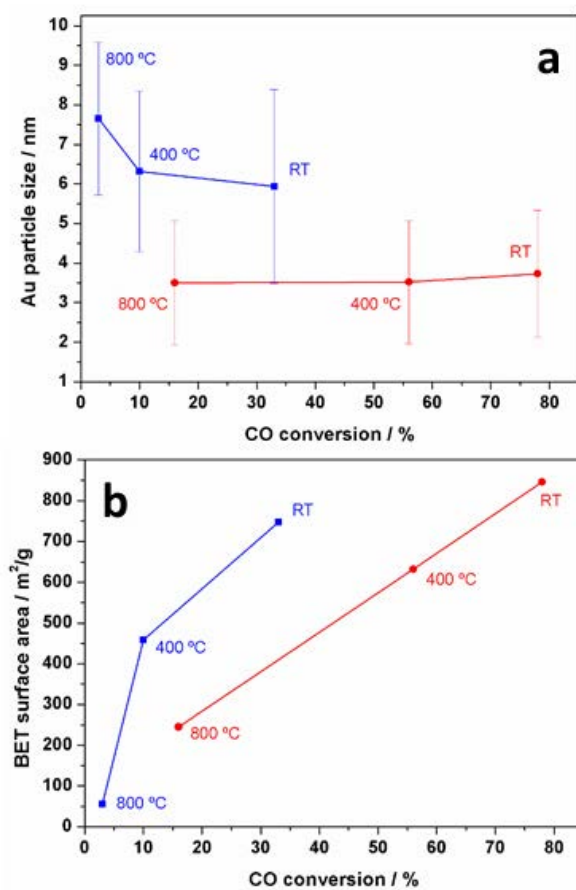 a
Au particle size / nm
10
9
8
7
6
5
4
3
2
1
800 ºC
400 ºC
RT
800 ºC
400 ºC
RT
0 10 20 30 40 50 60 70 80
CO conversion / %
b
BET surface area / m²/g
900
800
700
600
500
400
300
200
100
0
RT
400 ºC
800 ºC
RT
400 ºC
800 ºC
0 10 20 30 40 50 60 70 80
CO conversion / %